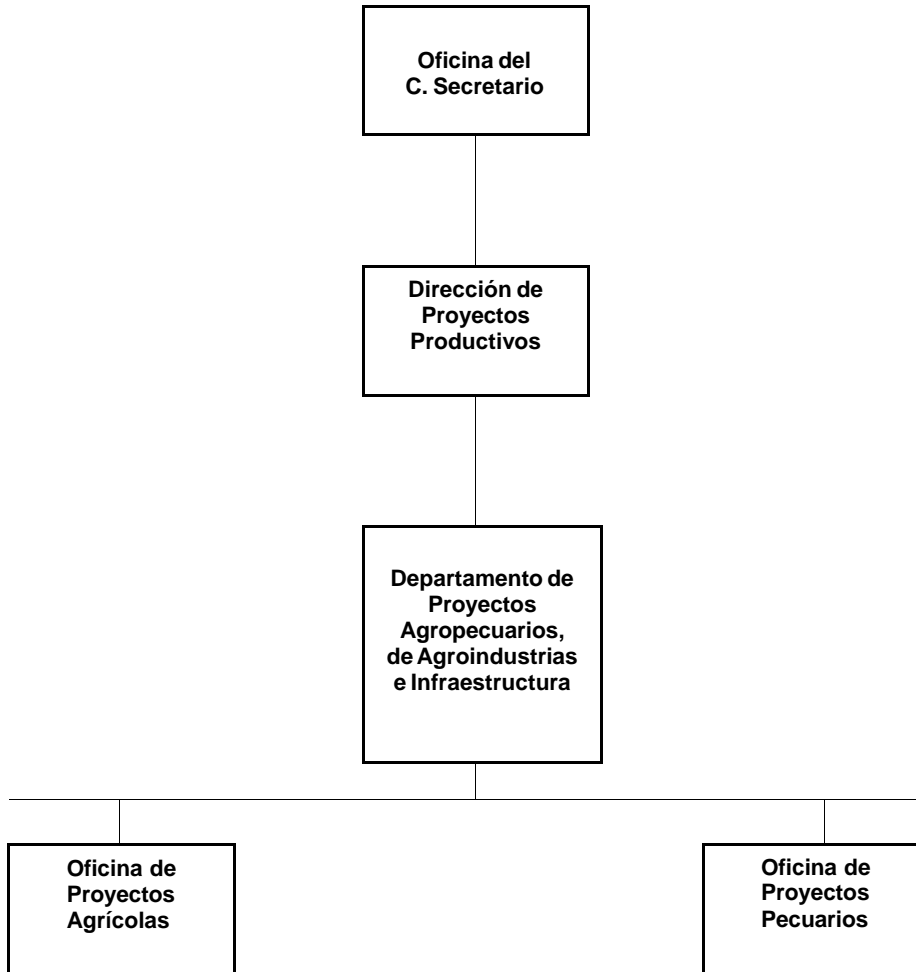 Oficina del
C. Secretario
Dirección de
Proyectos
Productivos
Departamento de
Proyectos
Agropecuarios,
de Agroindustrias
e Infraestructura
Oficina de
Proyectos
Agrícolas
Oficina de
Proyectos
Pecuarios